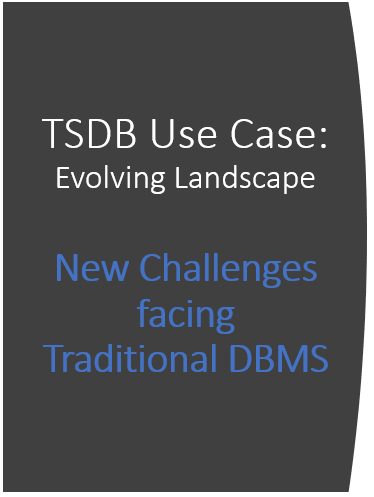 TSDB Use Case:
Evolving Landscape
New Challenges
facing
Traditional DBMS